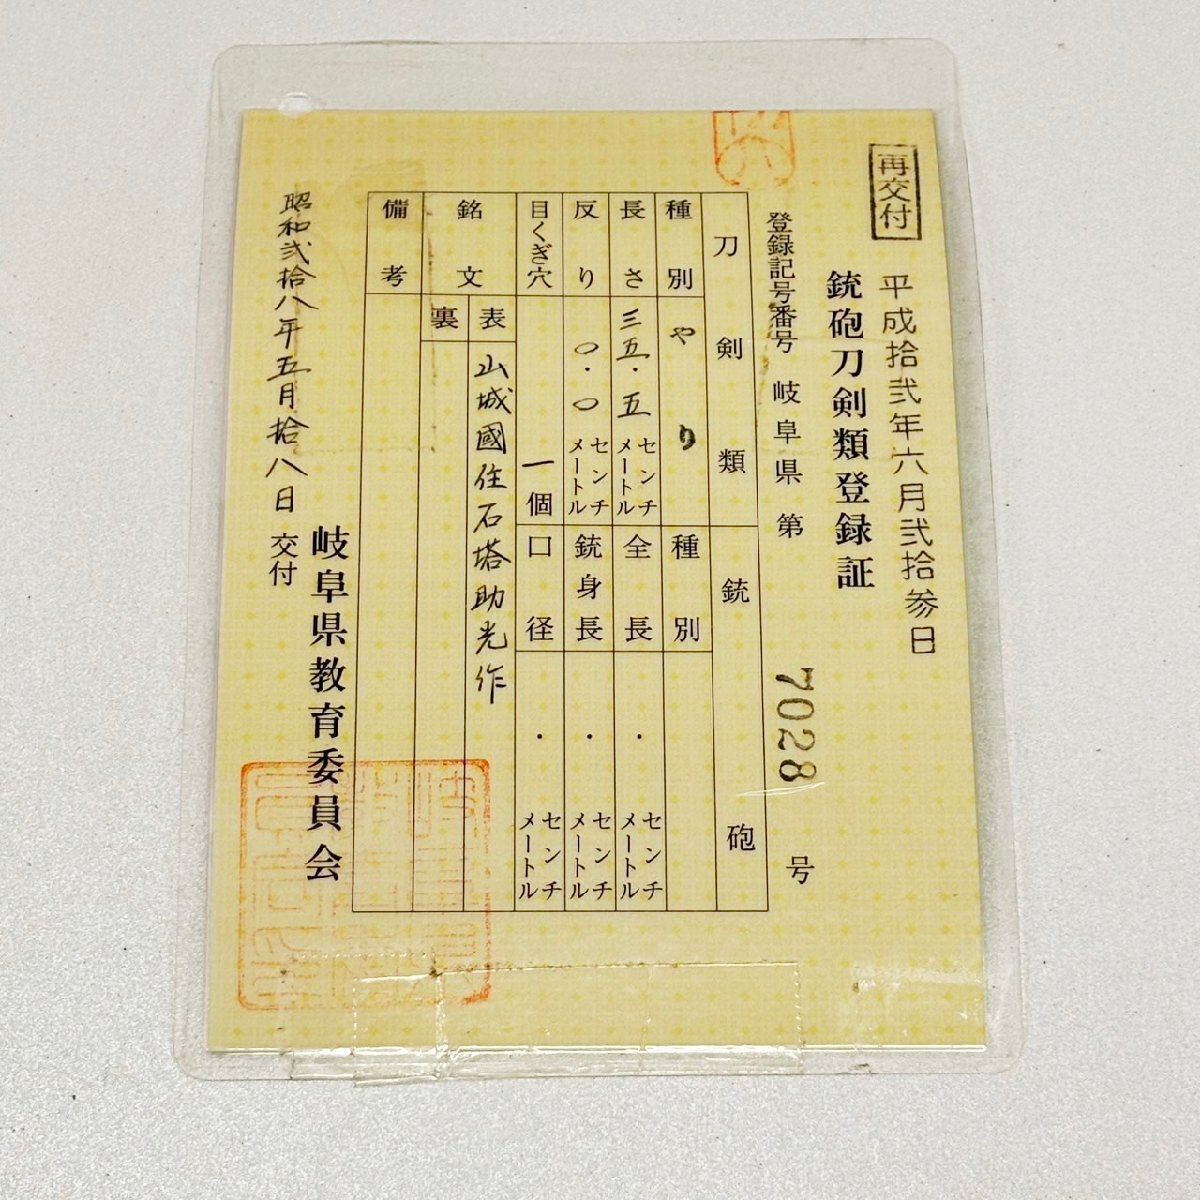 再交付
平成拾弐年六月弐拾参日
銃砲刀剣類登録証
登録記号番号 岐阜県 第 7028 号
刀剣類
銃砲
種別 やり
種別
長さ 三五.五 センチメートル
全長 . センチメートル
反り 〇.〇 センチメートル
銃身長 . センチメートル
目くぎ穴 一個
口径 . センチメートル
銘文
表 山城國住石塔助光作
裏
備考
岐阜県教育委員会
昭和弐拾八年五月拾八日 交付